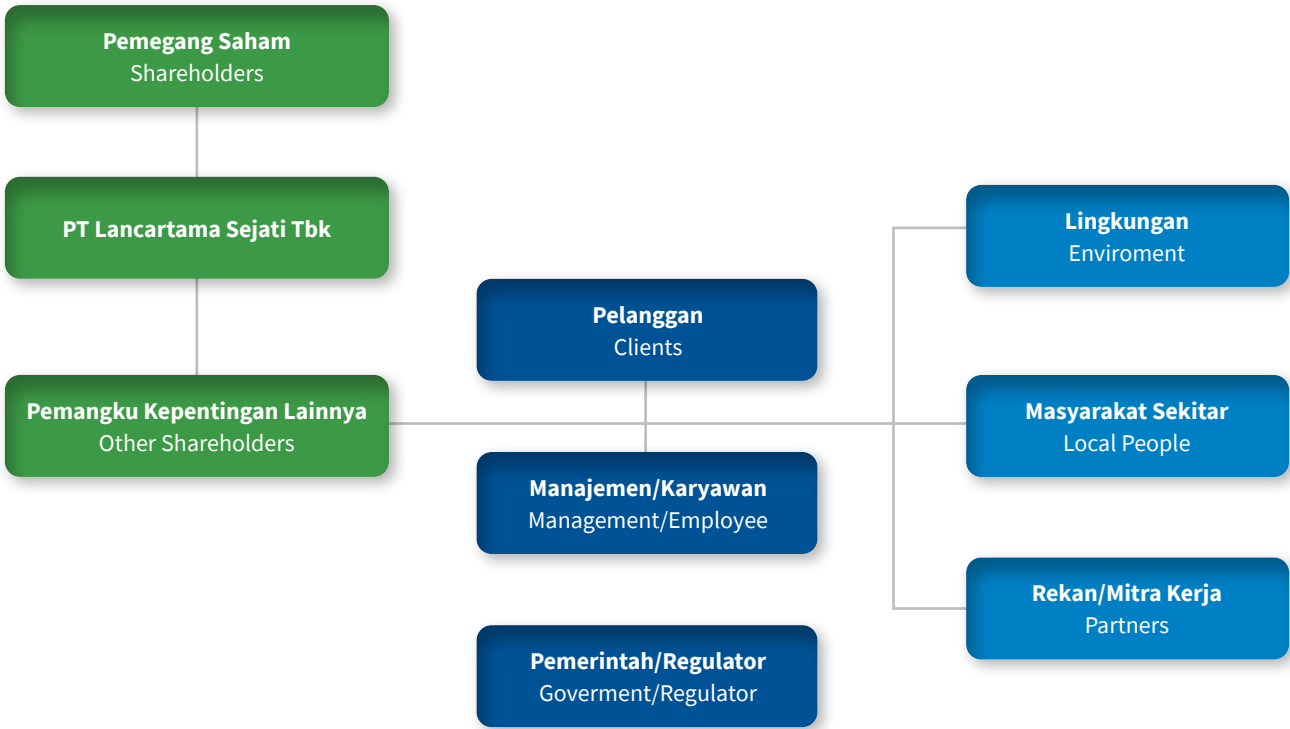 Pemegang Saham
Shareholders
PT Lancartama Sejati Tbk
Pemangku Kepentingan Lainnya
Other Shareholders
Pelanggan
Clients
Manajemen/Karyawan
Management/Employee
Pemerintah/Regulator
Goverment/Regulator
Lingkungan
Enviroment
Masyarakat Sekitar
Local People
Rekan/Mitra Kerja
Partners